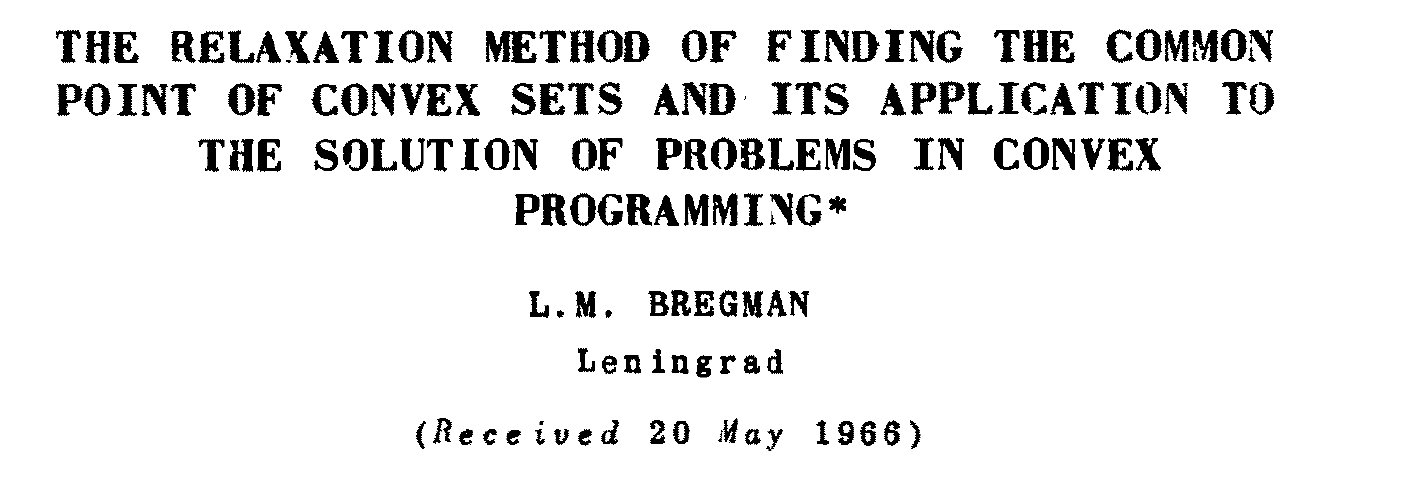 THE RELAXATION METHOD OF FINDING THE COMMON
POINT OF CONVEX SETS AND ITS APPLICATION TO
THE SOLUTION OF PROBLEMS IN CONVEX
PROGRAMMING*
L.M. BREGMAN
Leningrad
(Received 20 May 1966)